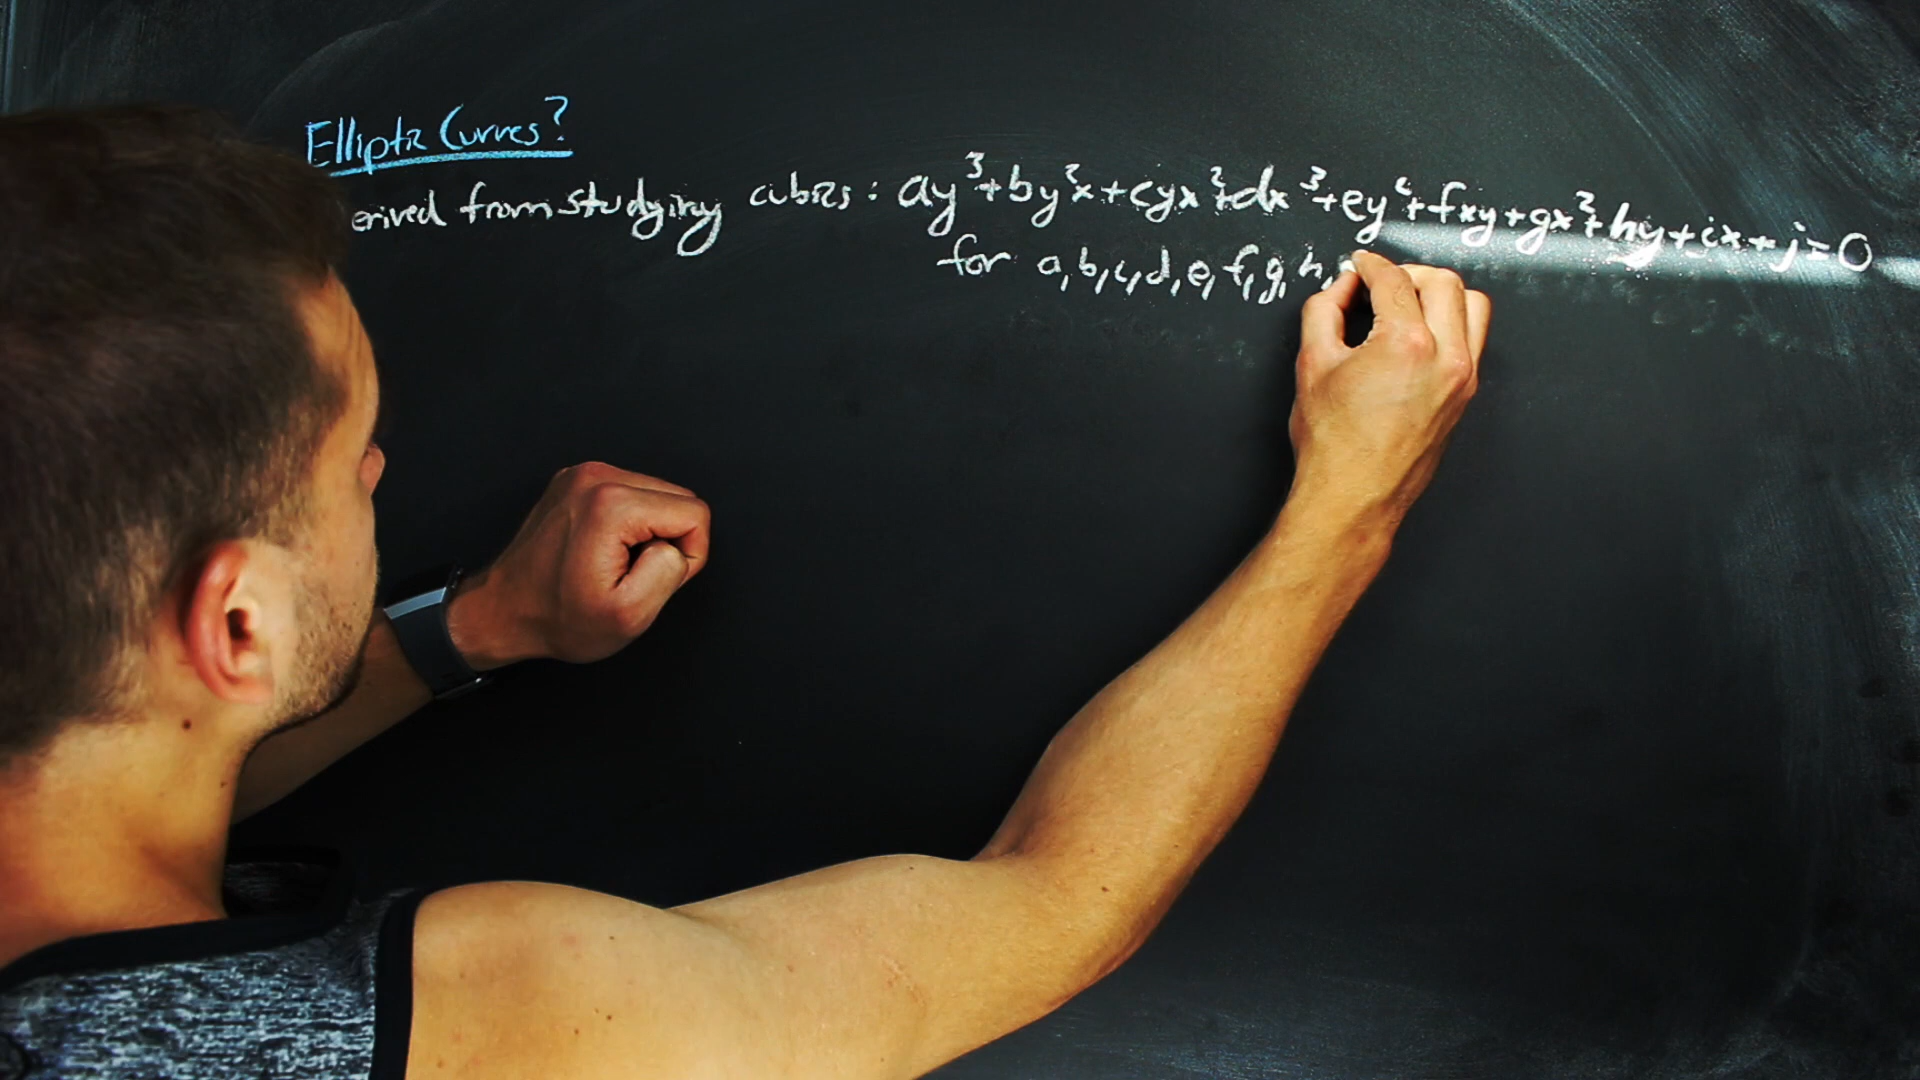 Elliptic Curves?
erived from studying cubics: ay³+by²x+cyx²+dx³+ey²+fxy+gx²+hy+ix+j=0
for a,b,c,d,e,f,g,h,